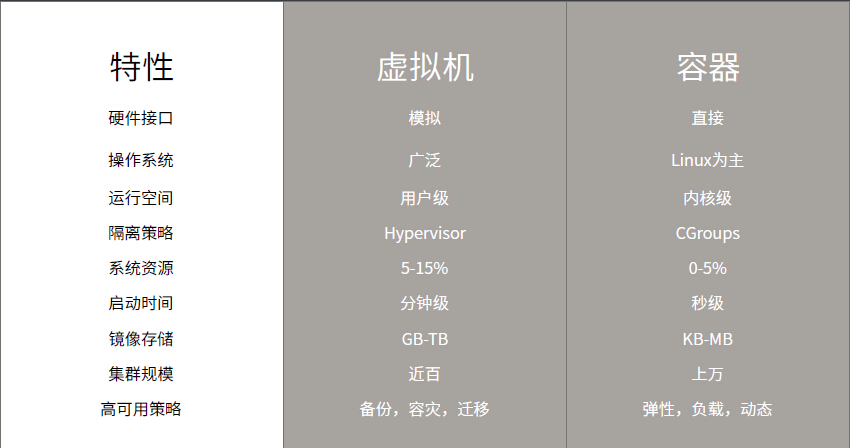 特性 虚拟机 容器
硬件接口 模拟 直接
操作系统 广泛 Linux为主
运行空间 用户级 内核级
隔离策略 Hypervisor CGroups
系统资源 5-15% 0-5%
启动时间 分钟级 秒级
镜像存储 GB-TB KB-MB
集群规模 近百 上万
高可用策略 备份，容灾，迁移 弹性，负载，动态